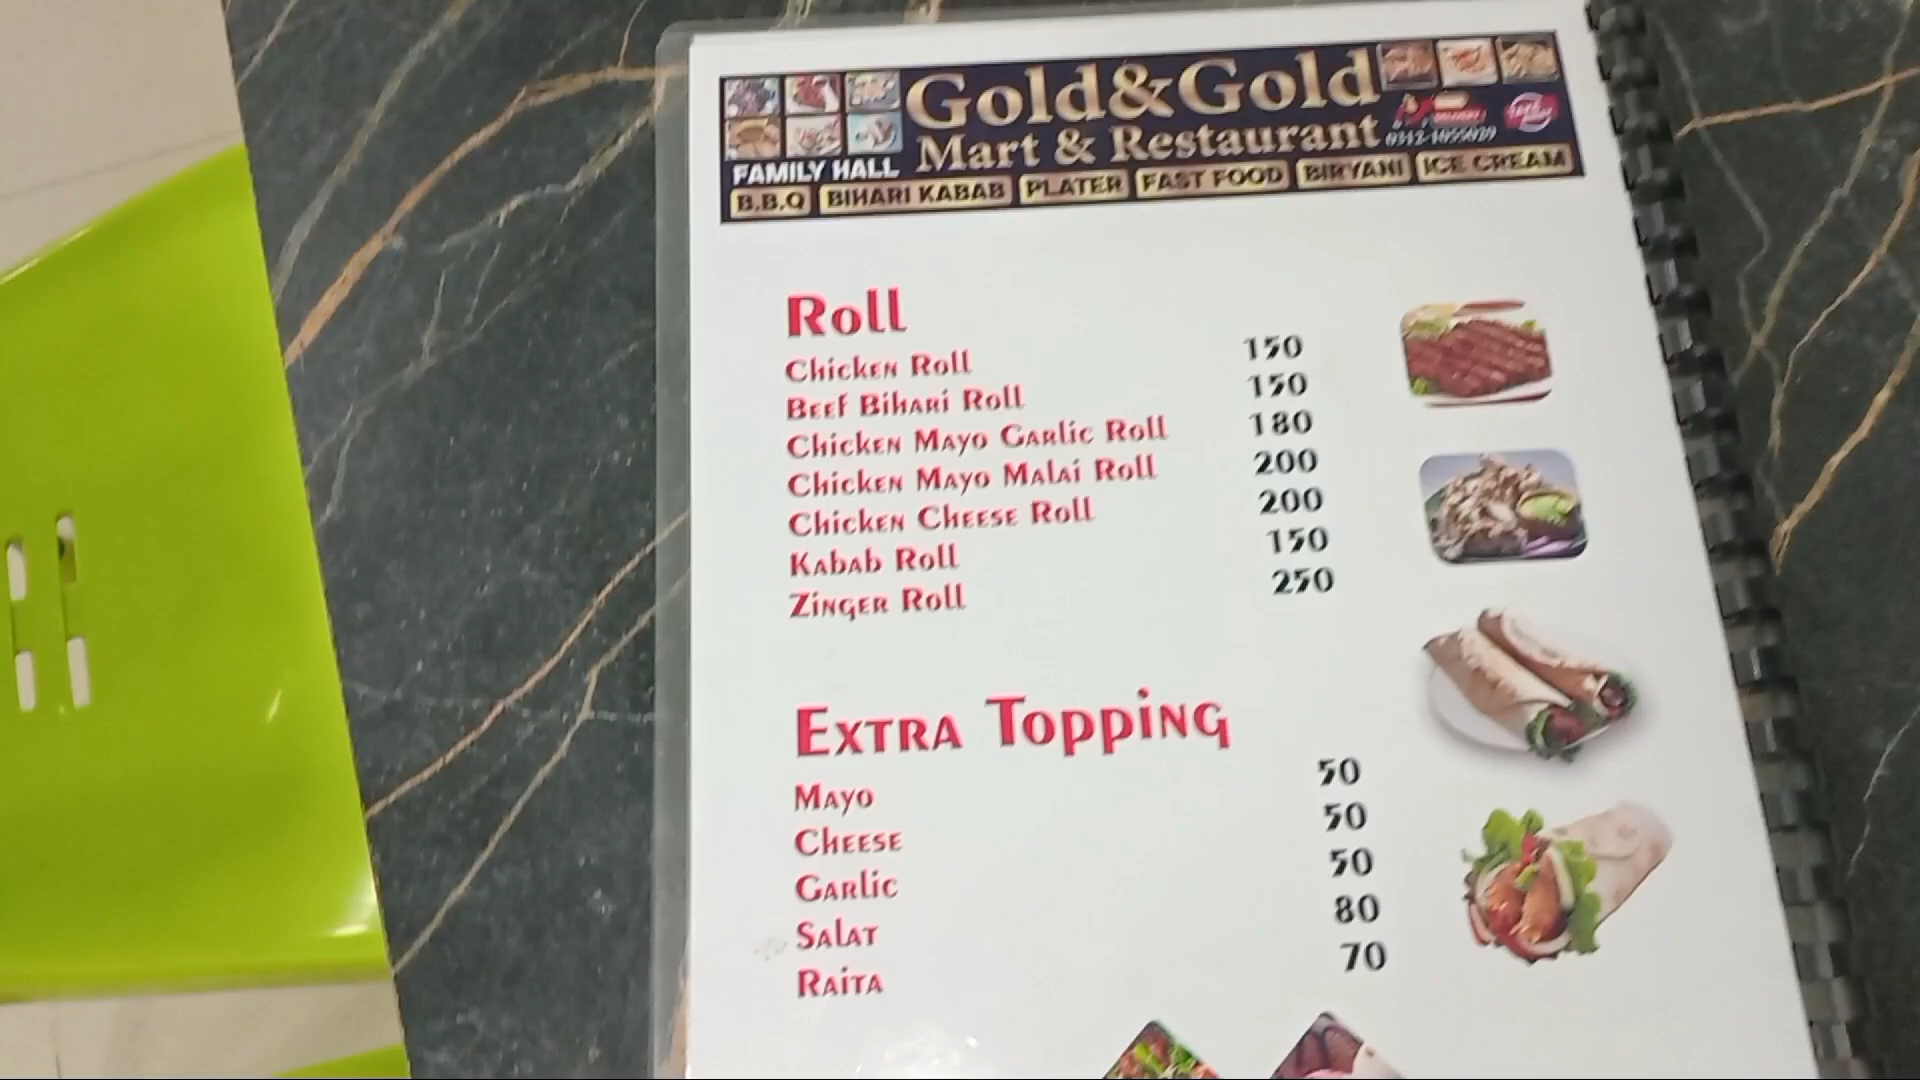 Gold&Gold
Mart & Restaurant
FAMILY HALL
B.B.Q BIHARI KABAB PLATER FAST FOOD BIRYANI ICE CREAM
Roll
Chicken Roll 150
Beef Bihari Roll 150
Chicken Mayo Garlic Roll 180
Chicken Mayo Malai Roll 200
Chicken Cheese Roll 200
Kabab Roll 150
Zinger Roll 250
Extra Topping
Mayo 50
Cheese 50
Garlic 50
Salat 80
Raita 70